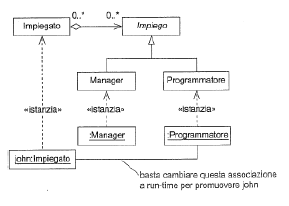 Impiegato 0..* 0..* Impiego
Manager Programmatore
«istanzia» «istanzia» «istanzia»
:Manager :Programmatore
john:Impiegato
basta cambiare questa associazione
a run-time per promuovere john